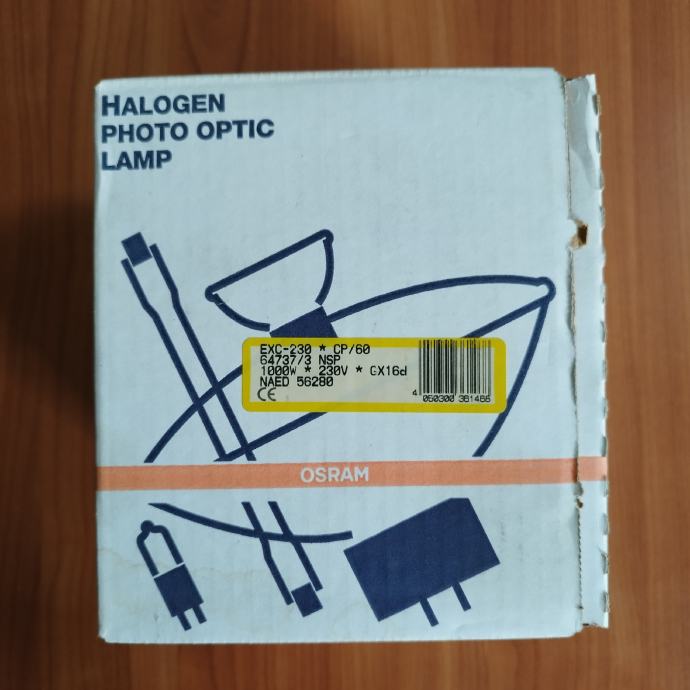 HALOGEN
PHOTO OPTIC
LAMP
EXC-230 * CP/60
64737/3 NSP
1000W * 230V * GX16d
NAED 56280
CE
4 050300 381466
OSRAM